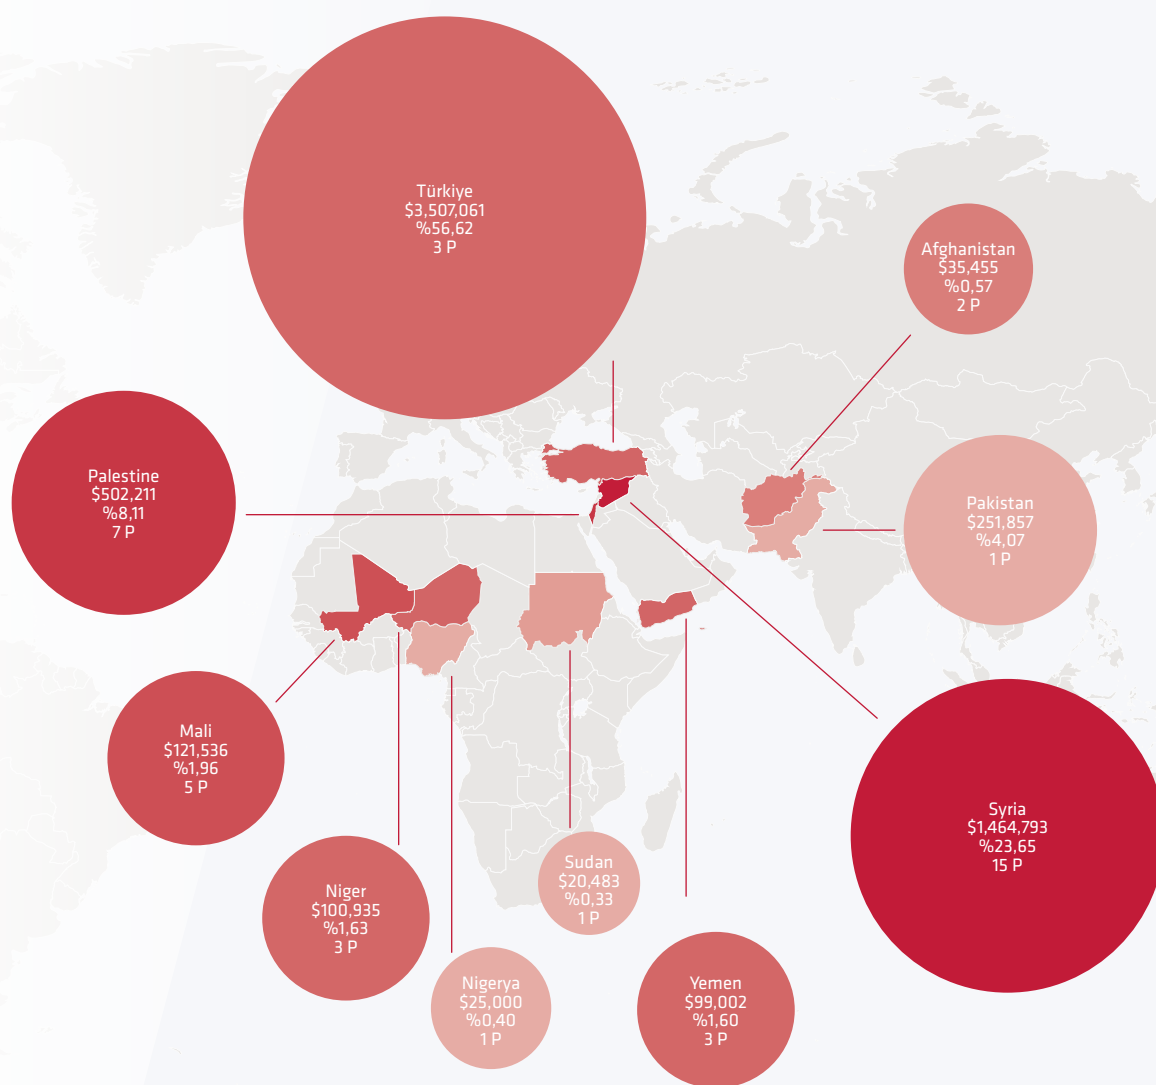 Türkiye
$3,507,061
%56,62
3 P
Afghanistan
$35,455
%0,57
2 P
Palestine
$502,211
%8,11
7 P
Pakistan
$251,857
%4,07
1 P
Mali
$121,536
%1,96
5 P
Syria
$1,464,793
%23,65
15 P
Niger
$100,935
%1,63
3 P
Sudan
$20,483
%0,33
1 P
Nigerya
$25,000
%0,40
1 P
Yemen
$99,002
%1,60
3 P